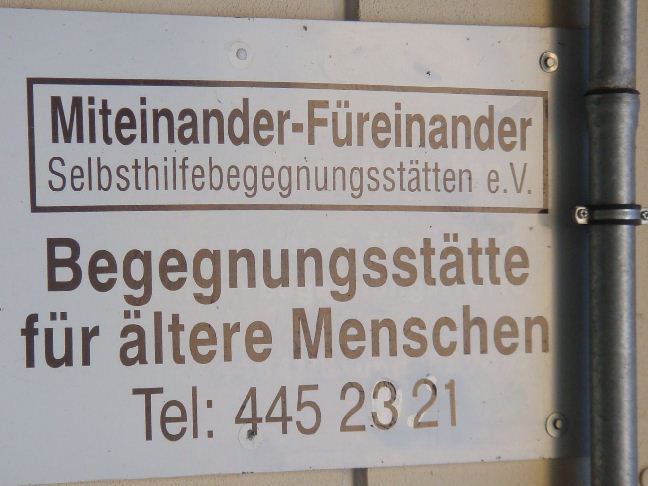 Miteinander-Füreinander
Selbsthilfebegegnungsstätten e.V.
Begegnungsstätte
für ältere Menschen
Tel: 445 23 21